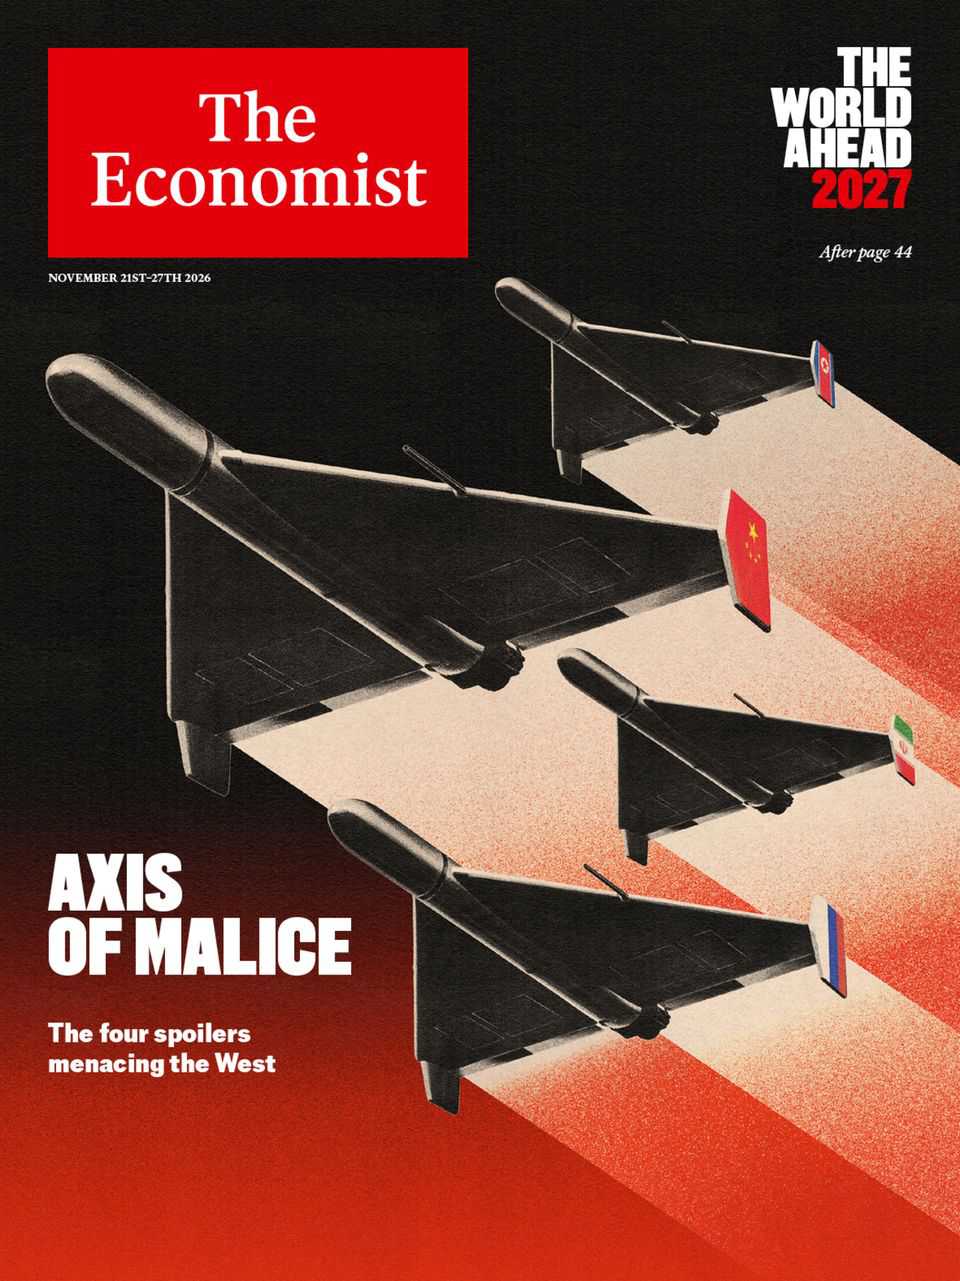 The
Economist
NOVEMBER 21ST–27TH 2026
THE
WORLD
AHEAD
2027
After page 44
AXIS
OF MALICE
The four spoilers
menacing the West